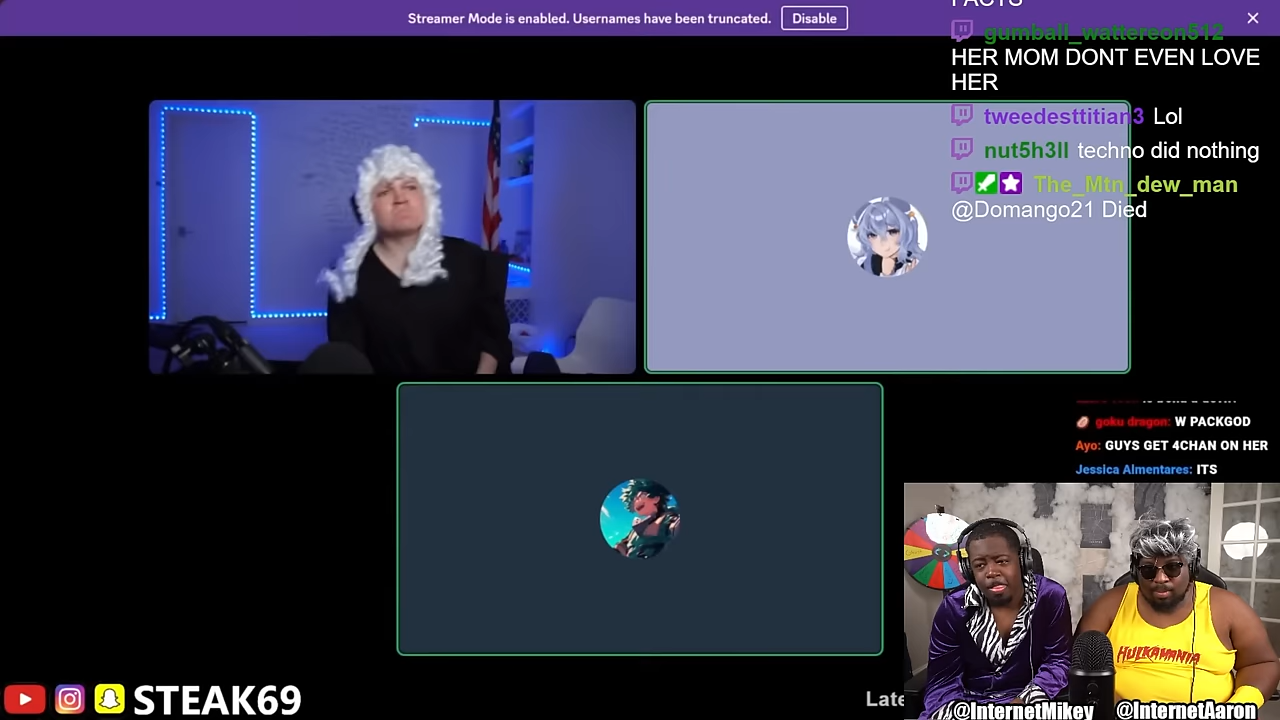 Streamer Mode is enabled. Usernames have been truncated. Disable
FACTS
gumball_wattereon512
HER MOM DONT EVEN LOVE
HER
tweedesttitian3 Lol
nut5h3ll techno did nothing
The_Mtn_dew_man
@Domango21 Died
goku dragon: W PACKGOD
Ayo: GUYS GET 4CHAN ON HER
Jessica Almentares: ITS
HULKAMANIA
STEAK69
Late
@InternetMikey @InternetAaron